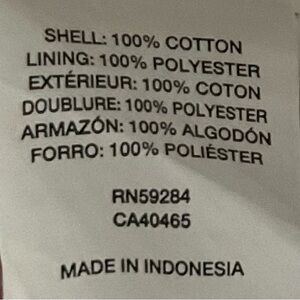 SHELL: 100% COTTON
LINING: 100% POLYESTER
EXTÉRIEUR: 100% COTON
DOUBLURE: 100% POLYESTER
ARMAZÓN: 100% ALGODÓN
FORRO: 100% POLIÉSTER
RN59284
CA40465
MADE IN INDONESIA